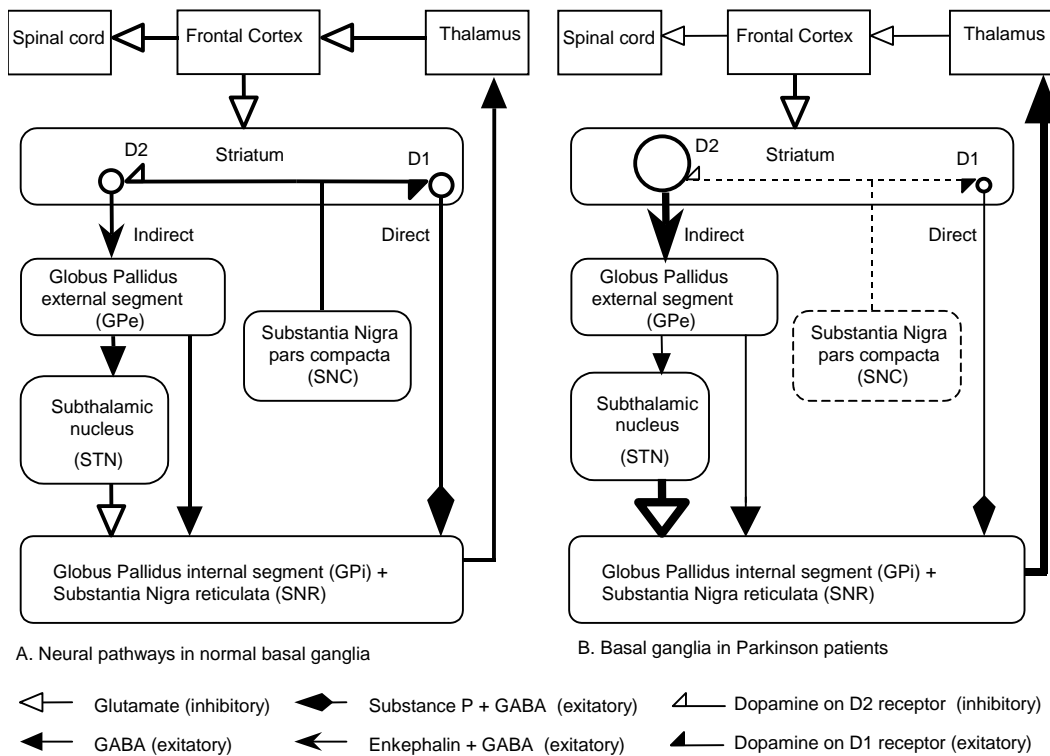 Spinal cord
Frontal Cortex
Thalamus
D2
Striatum
D1
Indirect
Direct
Globus Pallidus
external segment
(GPe)
Substantia Nigra
pars compacta
(SNC)
Subthalamic
nucleus
(STN)
Globus Pallidus internal segment (GPi) +
Substantia Nigra reticulata (SNR)
A. Neural pathways in normal basal ganglia
Spinal cord
Frontal Cortex
Thalamus
D2
Striatum
D1
Indirect
Direct
Globus Pallidus
external segment
(GPe)
Substantia Nigra
pars compacta
(SNC)
Subthalamic
nucleus
(STN)
Globus Pallidus internal segment (GPi) +
Substantia Nigra reticulata (SNR)
B. Basal ganglia in Parkinson patients
Glutamate (inhibitory)
Substance P + GABA (exitatory)
Dopamine on D2 receptor (inhibitory)
GABA (exitatory)
Enkephalin + GABA (exitatory)
Dopamine on D1 receptor (exitatory)